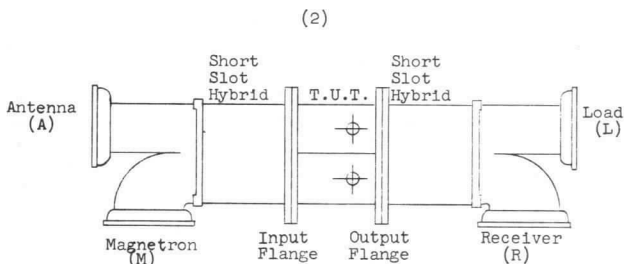 (2)
Short
Slot
Hybrid
T.U.T.
Short
Slot
Hybrid
Antenna
(A)
Load
(L)
Magnetron
(M)
Input
Flange
Output
Flange
Receiver
(R)